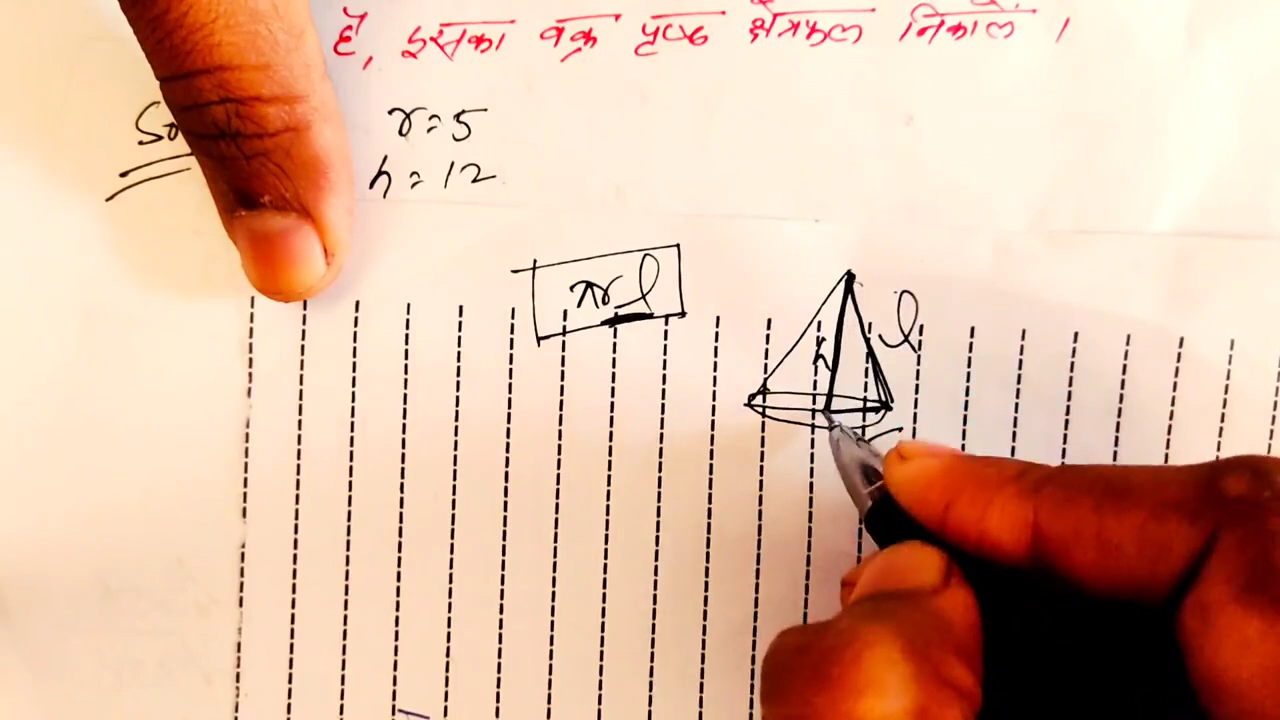 है, इसका वक्र पृष्ठ क्षेत्रफल निकालें ।
r = 5
h = 12
πrl
l
h
r